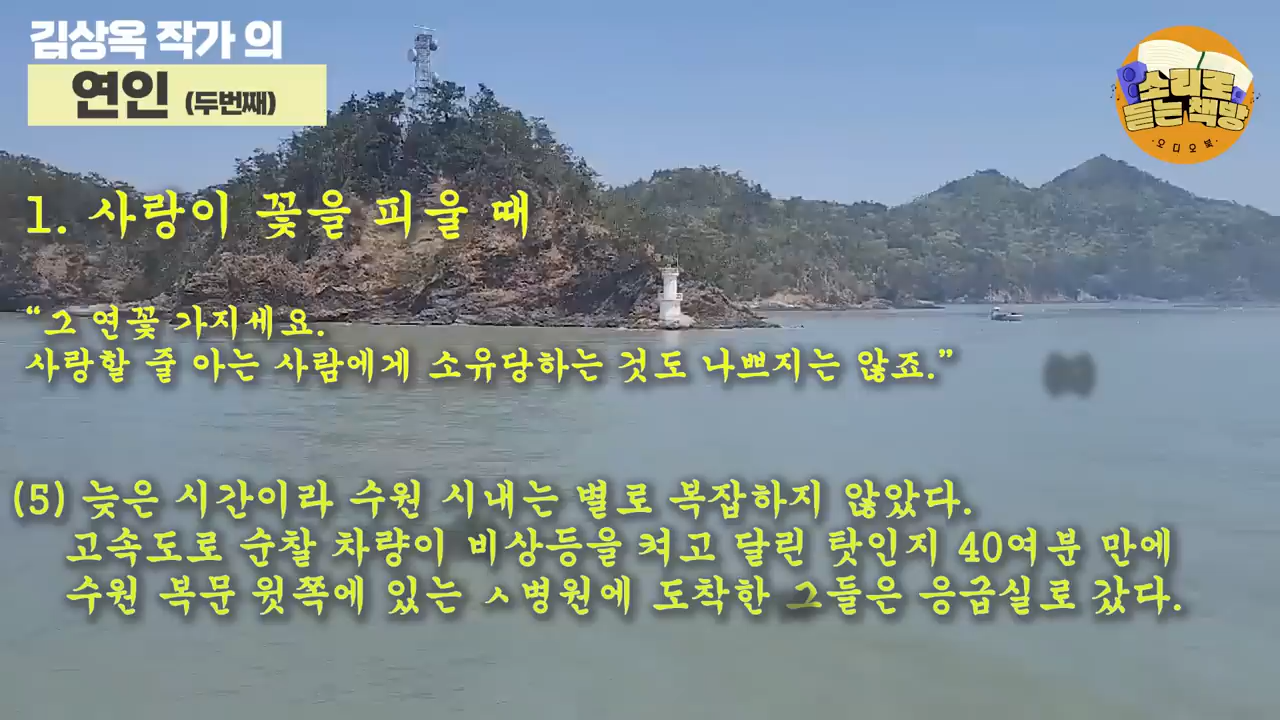 김상옥 작가 의
연인 (두번째)
소리로
듣는 책방
·오디오북·
1. 사랑이 꽃을 피울 때
“그 연꽃 가지세요.
사랑할 줄 아는 사람에게 소유당하는 것도 나쁘지는 않죠.”
(5) 늦은 시간이라 수원 시내는 별로 복잡하지 않았다.
고속도로 순찰 차량이 비상등을 켜고 달린 탓인지 40여분 만에
수원 북문 윗쪽에 있는 ㅅ병원에 도착한 그들은 응급실로 갔다.